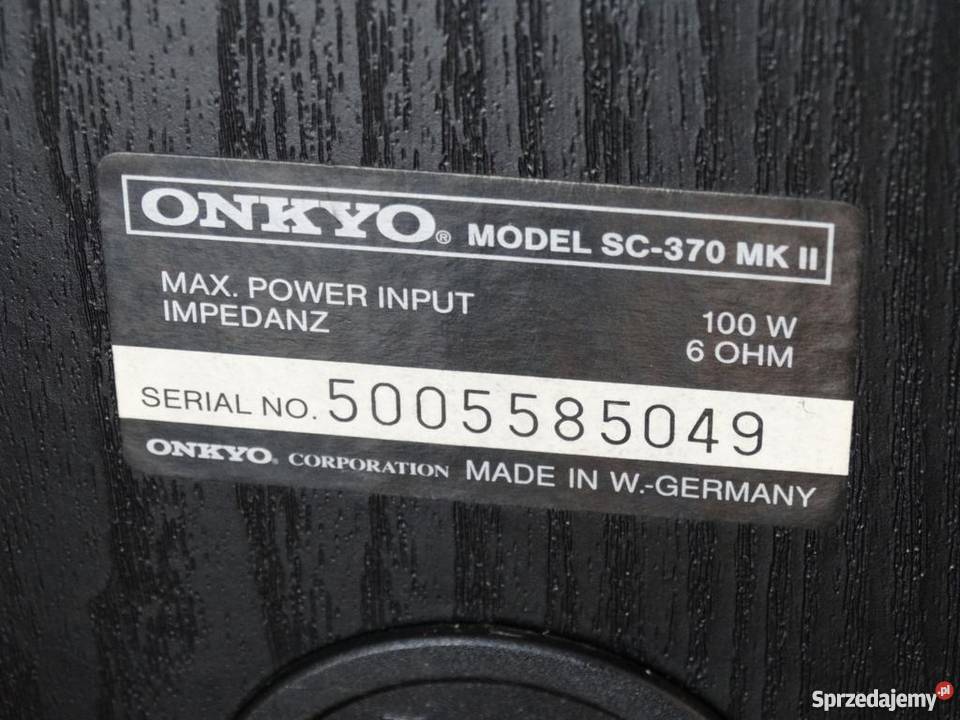 ONKYO® MODEL SC-370 MK II
MAX. POWER INPUT 100 W
IMPEDANZ 6 OHM
SERIAL NO. 5005585049
ONKYO® CORPORATION MADE IN W.-GERMANY
Sprzedajemy.pl